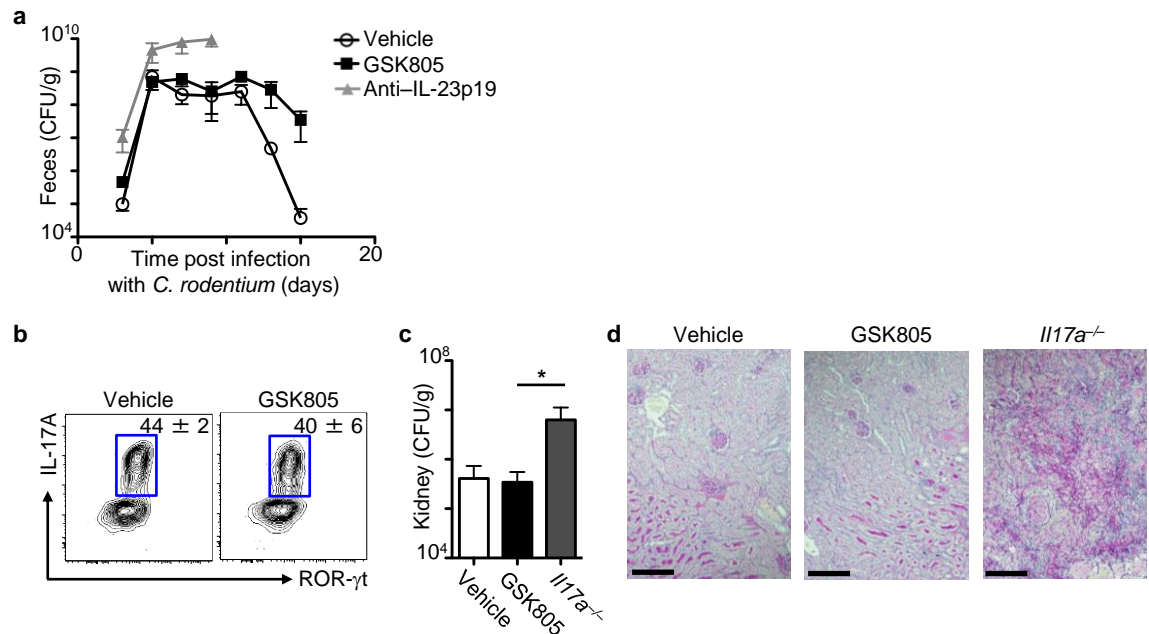 a
10^10
Feces (CFU/g)
10^4
0
20
Time post infection
with C. rodentium (days)
Vehicle
GSK805
Anti–IL-23p19
b
Vehicle
GSK805
44 ± 2
40 ± 6
IL-17A
ROR-γt
c
10^8
Kidney (CFU/g)
10^4
*
Vehicle
GSK805
Il17a–/–
d
Vehicle
GSK805
Il17a–/–